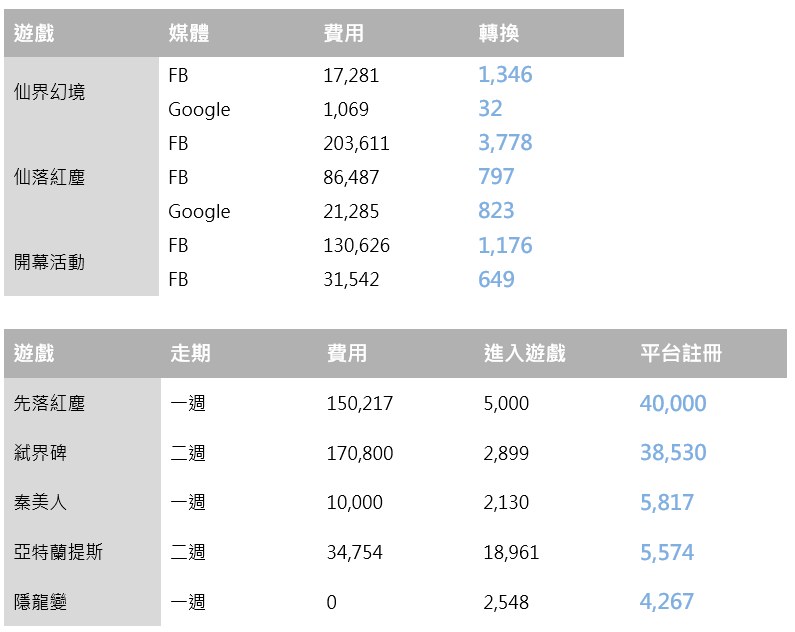 遊戲 媒體 費用 轉換
仙界幻境 FB 17,281 1,346
Google 1,069 32
仙落紅塵 FB 203,611 3,778
FB 86,487 797
Google 21,285 823
開幕活動 FB 130,626 1,176
FB 31,542 649
遊戲 走期 費用 進入遊戲 平台註冊
先落紅塵 一週 150,217 5,000 40,000
弒界碑 二週 170,800 2,899 38,530
秦美人 一週 10,000 2,130 5,817
亞特蘭提斯 二週 34,754 18,961 5,574
隱龍變 一週 0 2,548 4,267